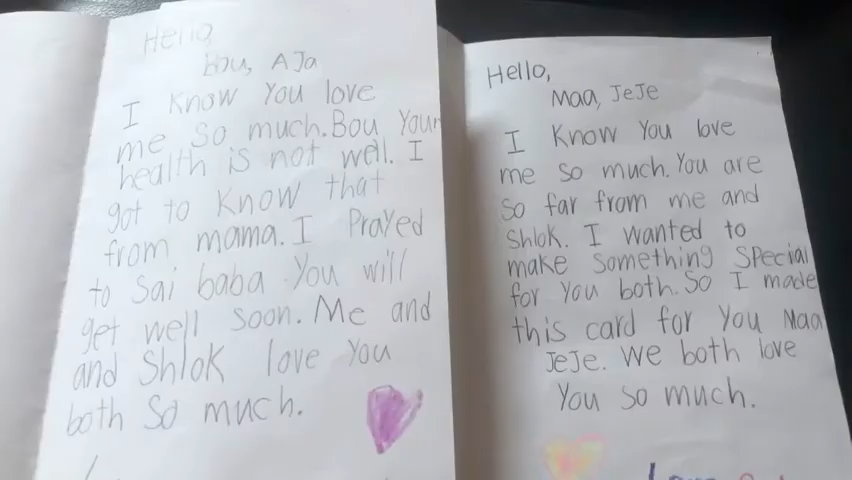 Hello,
Bou, AJa
I Know You love
me so much. Bou Your
health is not well. I
got to Know that
from mama. I Prayed
to Sai baba You will
get well soon. Me and
and Shlok love You
both So much.
Hello,
Maa, JeJe
I Know You love
me so much. You are
So far from me and
Shlok. I wanted to
make something SPecial
for You both. So I made
this card for You Maa
JeJe. We both love
You so much.